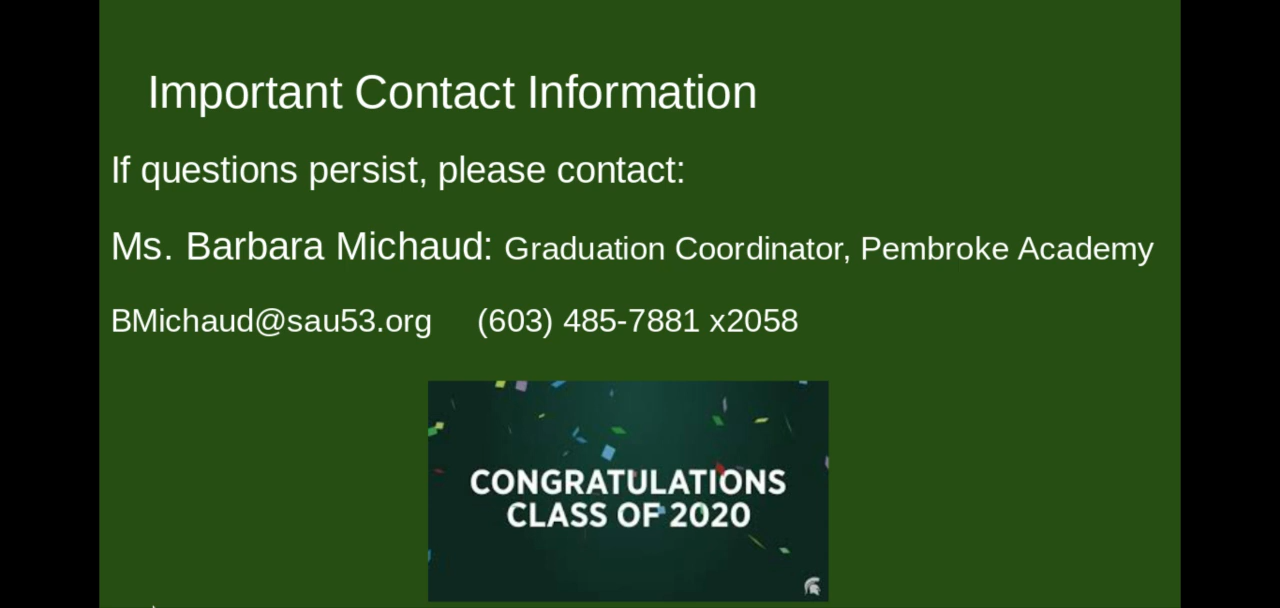 Important Contact Information
If questions persist, please contact:
Ms. Barbara Michaud: Graduation Coordinator, Pembroke Academy
BMichaud@sau53.org (603) 485-7881 x2058
CONGRATULATIONS
CLASS OF 2020